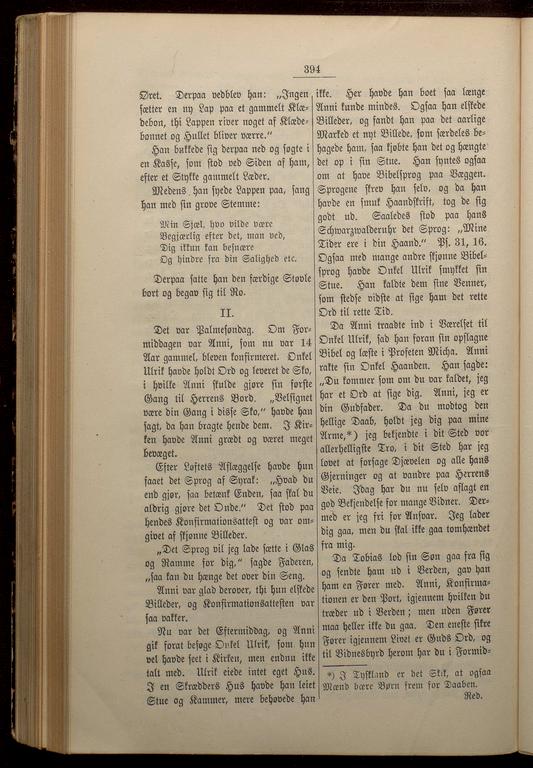 394
Øret. Derpaa vedblev han: „Ingen
sætter en ny Lap paa et gammelt Klæ-
debon, thi Lappen river noget af Klæde-
bonnet og Hullet bliver værre.“
Han bukkede sig derpaa ned og søgte i
en Kasse, som stod ved Siden af ham,
efter et Stykke gammelt Læder.
Medens han syede Lappen paa, sang
han med sin grove Stemme:
Min Sjæl, hvo vilde være
Begjærlig efter det, man ved,
Dig ikkun kan besnære
Og hindre fra din Salighed etc.
Derpaa satte han den færdige Støvle
bort og begav sig til Ro.
II.
Det var Palmesøndag. Om For-
middagen var Anni, som nu var 14
Aar gammel, bleven konfirmeret. Onkel
Ulrik havde holdt Ord og leveret de Sko,
i hvilke Anni skulde gjøre sin første
Gang til Herrens Bord. „Velsignet
være din Gang i disse Sko,“ havde han
sagt, da han bragte hende dem. I Kir-
ken havde Anni grædt og været meget
bevæget.
Efter Løftets Aflæggelse havde hun
faaet det Sprog af Syrak: „Hvad du
end gjør, saa betænk Enden, saa skal du
aldrig gjøre det Onde.“ Det stod paa
hendes Konfirmationsattest og var om-
givet af skjønne Billeder.
„Det Sprog vil jeg lade sætte i Glas
og Ramme for dig,“ sagde Faderen,
„saa kan du hænge det over din Seng.
Anni var glad derover, thi hun elskede
Billeder, og Konfirmationsattesten var
saa vakker.
Nu var det Eftermiddag, og Anni
gik forat besøge Onkel Ulrik, som hun
vel havde seet i Kirken, men endnu ikke
talt med. Ulrik eiede intet eget Hus.
I en Skrædders Hus havde han leiet
Stue og Kammer, mere behøvede han
ikke. Her havde han boet saa længe
Anni kunde mindes. Ogsaa han elskede
Billeder, og fandt han paa det aarlige
Marked et nyt Billede, som særdeles be-
hagede ham, saa kjøbte han det og hængte
det op i sin Stue. Han syntes ogsaa
om at have Bibelsprog paa Væggen.
Sprogene skrev han selv, og da han
havde en smuk Haandskrift, tog de sig
godt ud. Saaledes stod paa hans
Schwarzwalderuhr det Sprog: „Mine
Tider ere i din Haand.“ Ps. 31, 16.
Ogsaa med mange andre skjønne Bibel-
sprog havde Onkel Ulrik smykket sin
Stue. Han kaldte dem sine Venner,
som stedse vidste at sige ham det rette
Ord til rette Tid.
Da Anni traadte ind i Værelset til
Onkel Ulrik, sad han foran sin opslagne
Bibel og læste i Profeten Micha. Anni
rakte sin Onkel Haanden. Han sagde:
„Du kommer som om du var kaldet, jeg
har et Ord at sige dig. Anni, jeg er
din Gudfader. Da du modtog den
hellige Daab, holdt jeg dig paa mine
Arme,*) jeg bekjendte i dit Sted vor
allerhelligste Tro, i dit Sted har jeg
lovet at forsage Djævelen og alle hans
Gjerninger og at vandre paa Herrens
Veie. Idag har du nu selv aflagt en
god Bekjendelse for mange Vidner. Der-
med er jeg fri for Ansvar. Jeg lader
dig gaa, men du skal ikke gaa tomhændet
fra mig.
Da Tobias lod sin Søn gaa fra sig
og sendte ham ud i Verden, gav han
ham en Fører med. Anni, Konfirma-
tionen er den Port, igjennem hvilken du
træder ud i Verden; men uden Fører
maa heller ikke du gaa. Den eneste sikre
Fører igjennem Livet er Guds Ord, og
til Vidnesbyrd herom har du i Formid-
*) I Tyskland er det Skik, at ogsaa
Mænd bære Børn frem for Daaben.
Red.